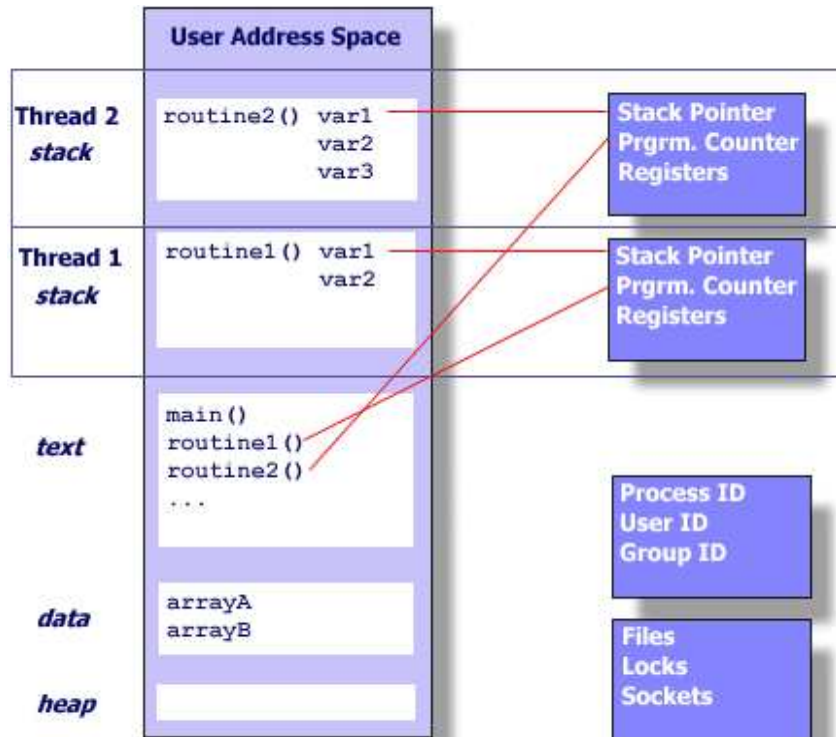 User Address Space
Thread 2
stack
routine2() var1
var2
var3
Stack Pointer
Prgrm. Counter
Registers
Thread 1
stack
routine1() var1
var2
Stack Pointer
Prgrm. Counter
Registers
text
main()
routine1()
routine2()
...
Process ID
User ID
Group ID
data
arrayA
arrayB
Files
Locks
Sockets
heap